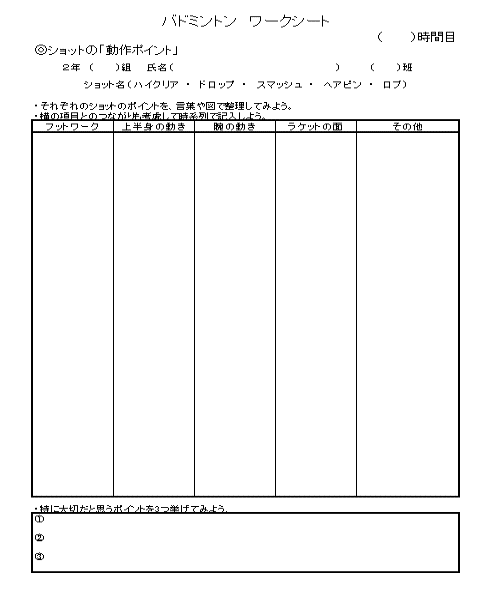 バドミントン ワークシート
(　　)時間目
◎ショットの「動作ポイント」
2年 (　　)組 氏名(　　　　　　　　　　) (　　)班
ショット名(ハイクリア ・ ドロップ ・ スマッシュ ・ ヘアピン ・ ロブ)
・それぞれのショットのポイントを、言葉や図で整理してみよう。
・横の項目とのつながりも考慮して時系列で記入しよう。
フットワーク 上半身の動き 腕の動き ラケットの面 その他
・特に大切だと思うポイントを3つ挙げてみよう。
①
②
③